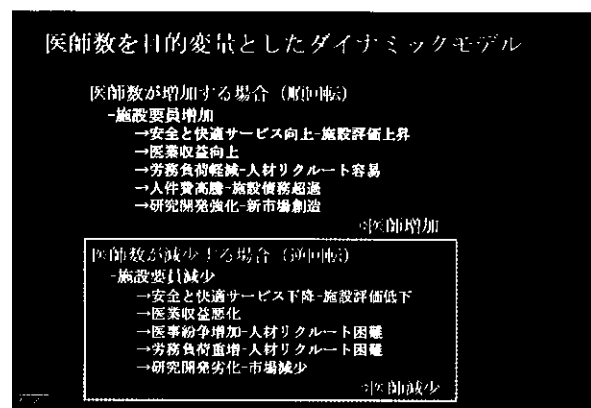 医師数を目的変量としたダイナミックモデル
医師数が増加する場合（順回転）
-施設要員増加
→安全と快適サービス向上-施設評価上昇
→医業収益向上
→労務負荷軽減-人材リクルート容易
→人件費高騰-施設債務超過
→研究開発強化-新市場創造
⇒医師増加
医師数が減少する場合（逆回転）
-施設要員減少
→安全と快適サービス下降-施設評価低下
→医業収益悪化
→医事紛争増加-人材リクルート困難
→労務負荷重増-人材リクルート困難
→研究開発劣化-市場減少
⇒医師減少